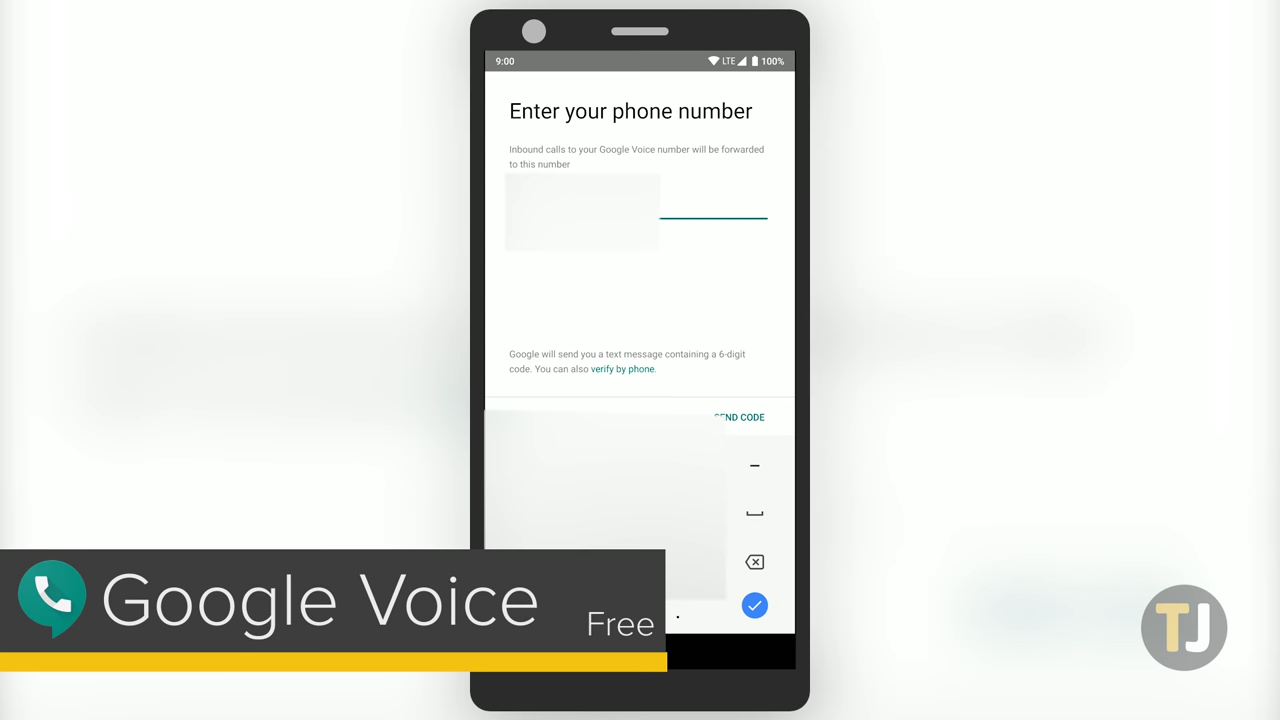 9:00
LTE
100%
Enter your phone number
Inbound calls to your Google Voice number will be forwarded
to this number
Google will send you a text message containing a 6-digit
code. You can also verify by phone.
SEND CODE
Google Voice
Free
TJ